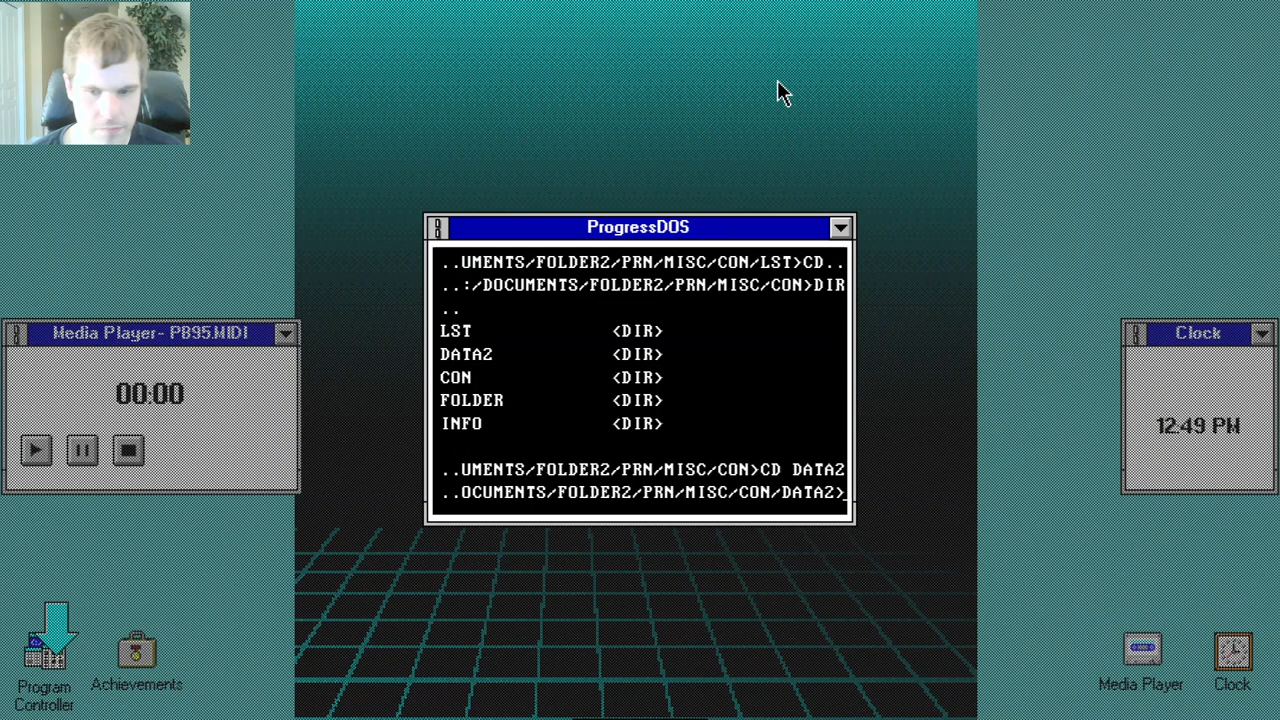 ProgressDOS
..UMENTS/FOLDER2/PRN/MISC/CON/LST>CD..
..:/DOCUMENTS/FOLDER2/PRN/MISC/CON>DIR
..
LST <DIR>
DATA2 <DIR>
CON <DIR>
FOLDER <DIR>
INFO <DIR>
..UMENTS/FOLDER2/PRN/MISC/CON>CD DATA2
..OCUMENTS/FOLDER2/PRN/MISC/CON/DATA2>_
Media Player- PB95.MIDI
00:00
Clock
12:49 PM
Program
Controller
Achievements
Media Player
Clock